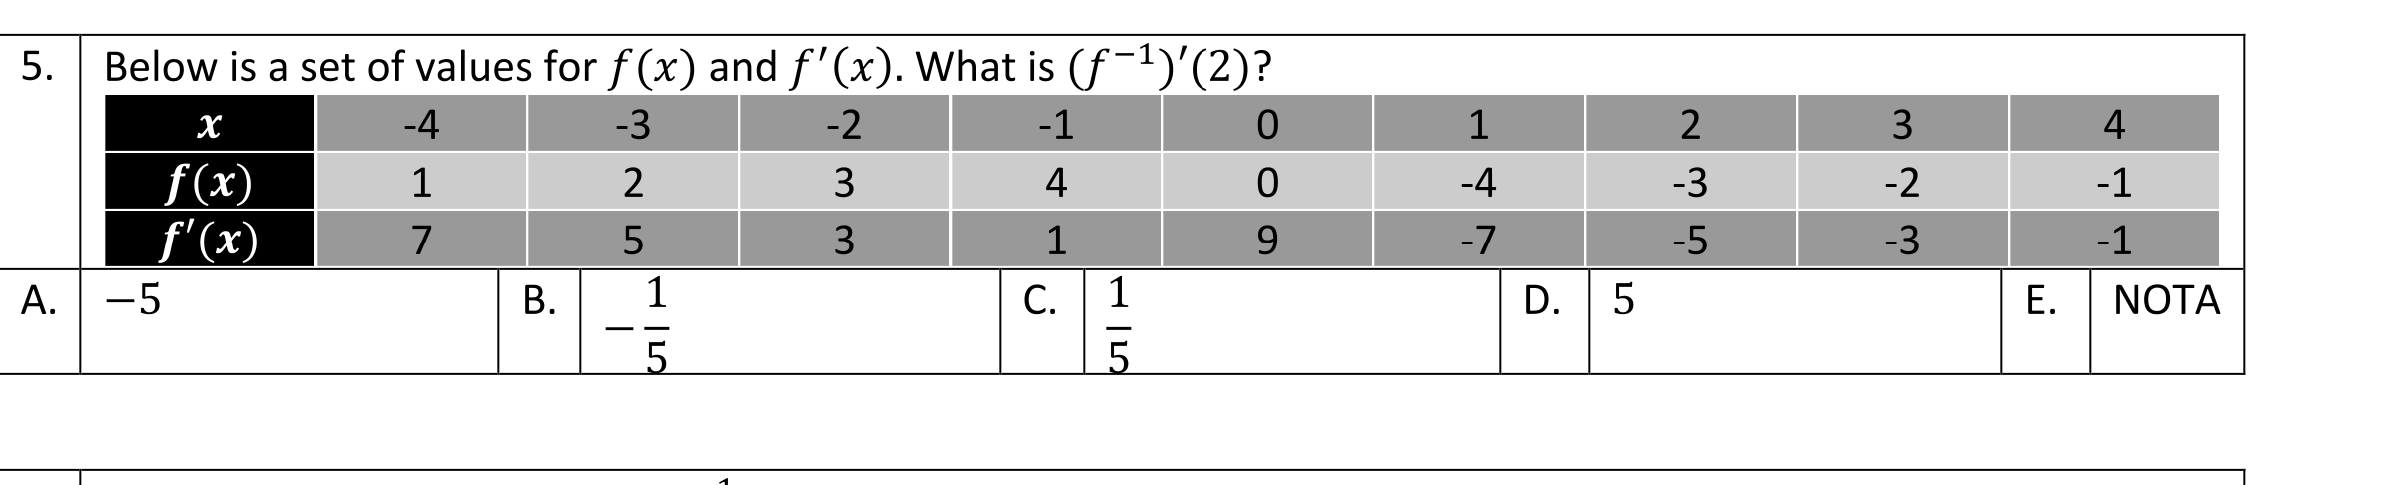 5. Below is a set of values for f(x) and f′(x). What is (f⁻¹)′(2)?
x -4 -3 -2 -1 0 1 2 3 4
f(x) 1 2 3 4 0 -4 -3 -2 -1
f′(x) 7 5 3 1 9 -7 -5 -3 -1
A. −5 B. −1/5 C. 1/5 D. 5 E. NOTA